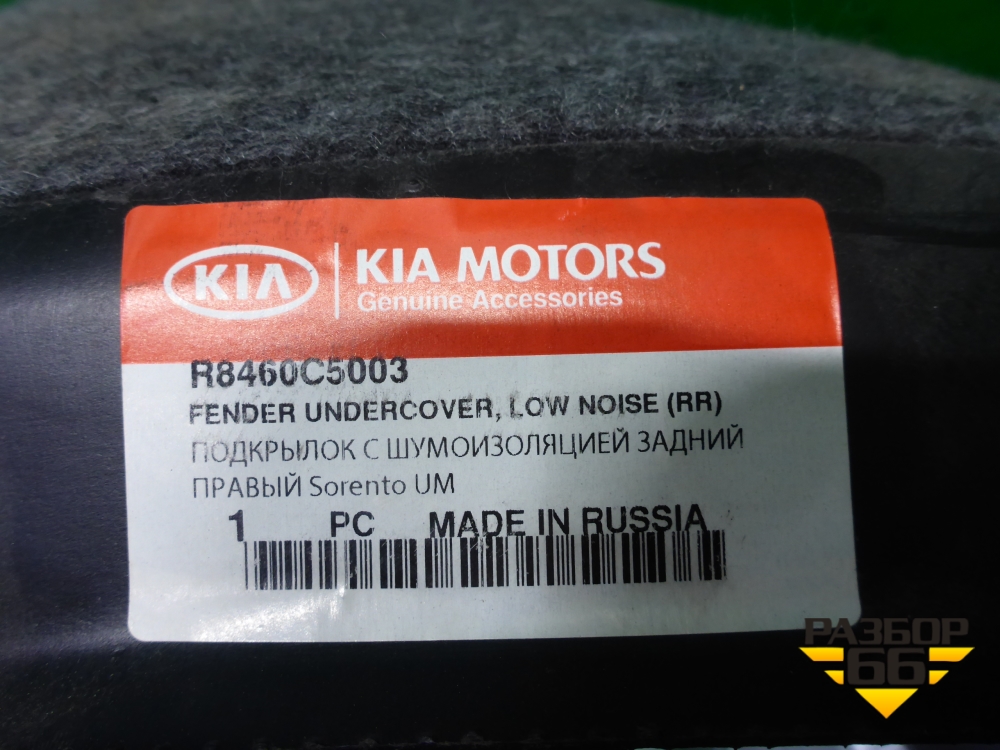 KIA
KIA MOTORS
Genuine Accessories
R8460C5003
FENDER UNDERCOVER, LOW NOISE (RR)
ПОДКРЫЛОК С ШУМОИЗОЛЯЦИЕЙ ЗАДНИЙ
ПРАВЫЙ Sorento UM
1 PC MADE IN RUSSIA
РАЗБОР
66